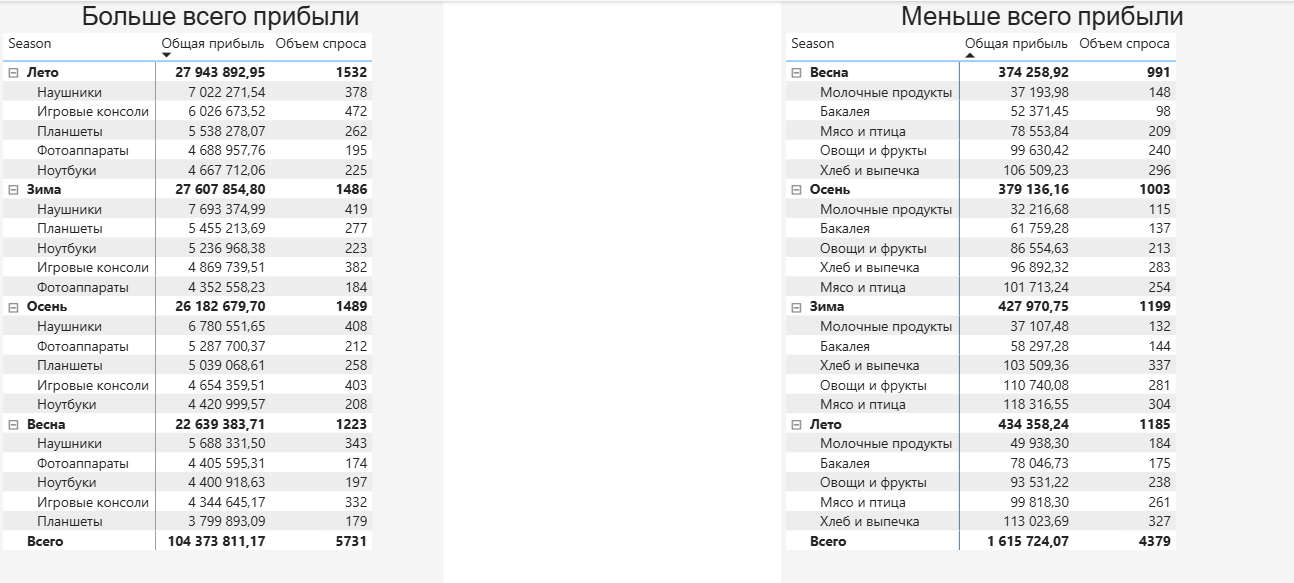 Больше всего прибыли
Season Общая прибыль Объем спроса
Лето 27 943 892,95 1532
Наушники 7 022 271,54 378
Игровые консоли 6 026 673,52 472
Планшеты 5 538 278,07 262
Фотоаппараты 4 688 957,76 195
Ноутбуки 4 667 712,06 225
Зима 27 607 854,80 1486
Наушники 7 693 374,99 419
Планшеты 5 455 213,69 277
Ноутбуки 5 236 968,38 223
Игровые консоли 4 869 739,51 382
Фотоаппараты 4 352 558,23 184
Осень 26 182 679,70 1489
Наушники 6 780 551,65 408
Фотоаппараты 5 287 700,37 212
Планшеты 5 039 068,61 258
Игровые консоли 4 654 359,51 403
Ноутбуки 4 420 999,57 208
Весна 22 639 383,71 1223
Наушники 5 688 331,50 343
Фотоаппараты 4 405 595,31 174
Ноутбуки 4 400 918,63 197
Игровые консоли 4 344 645,17 332
Планшеты 3 799 893,09 179
Всего 104 373 811,17 5731
Меньше всего прибыли
Season Общая прибыль Объем спроса
Весна 374 258,92 991
Молочные продукты 37 193,98 148
Бакалея 52 371,45 98
Мясо и птица 78 553,84 209
Овощи и фрукты 99 630,42 240
Хлеб и выпечка 106 509,23 296
Осень 379 136,16 1003
Молочные продукты 32 216,68 115
Бакалея 61 759,28 137
Овощи и фрукты 86 554,63 213
Хлеб и выпечка 96 892,32 283
Мясо и птица 101 713,24 254
Зима 427 970,75 1199
Молочные продукты 37 107,48 132
Бакалея 58 297,28 144
Хлеб и выпечка 103 509,36 337
Овощи и фрукты 110 740,08 281
Мясо и птица 118 316,55 304
Лето 434 358,24 1185
Молочные продукты 49 938,30 184
Бакалея 78 046,73 175
Овощи и фрукты 93 531,22 238
Мясо и птица 99 818,30 261
Хлеб и выпечка 113 023,69 327
Всего 1 615 724,07 4379